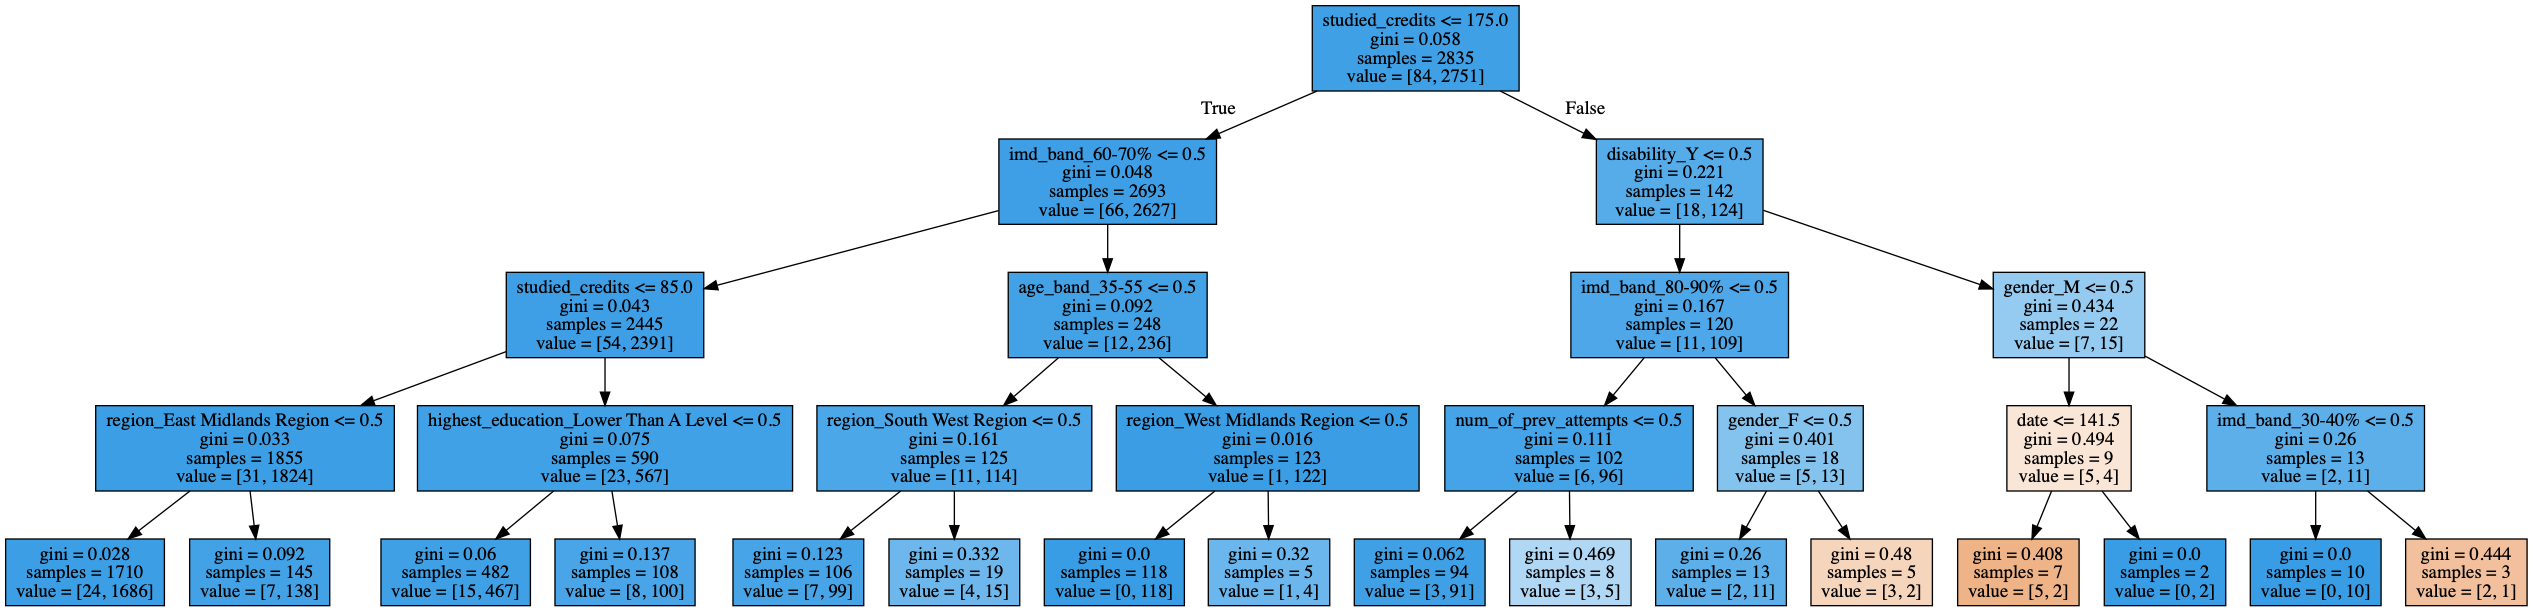 studied_credits <= 175.0
gini = 0.058
samples = 2835
value = [84, 2751]
True
False
imd_band_60-70% <= 0.5
gini = 0.048
samples = 2693
value = [66, 2627]
disability_Y <= 0.5
gini = 0.221
samples = 142
value = [18, 124]
studied_credits <= 85.0
gini = 0.043
samples = 2445
value = [54, 2391]
age_band_35-55 <= 0.5
gini = 0.092
samples = 248
value = [12, 236]
imd_band_80-90% <= 0.5
gini = 0.167
samples = 120
value = [11, 109]
gender_M <= 0.5
gini = 0.434
samples = 22
value = [7, 15]
region_East Midlands Region <= 0.5
gini = 0.033
samples = 1855
value = [31, 1824]
highest_education_Lower Than A Level <= 0.5
gini = 0.075
samples = 590
value = [23, 567]
region_South West Region <= 0.5
gini = 0.161
samples = 125
value = [11, 114]
region_West Midlands Region <= 0.5
gini = 0.016
samples = 123
value = [1, 122]
num_of_prev_attempts <= 0.5
gini = 0.111
samples = 102
value = [6, 96]
gender_F <= 0.5
gini = 0.401
samples = 18
value = [5, 13]
date <= 141.5
gini = 0.494
samples = 9
value = [5, 4]
imd_band_30-40% <= 0.5
gini = 0.26
samples = 13
value = [2, 11]
gini = 0.028
samples = 1710
value = [24, 1686]
gini = 0.092
samples = 145
value = [7, 138]
gini = 0.06
samples = 482
value = [15, 467]
gini = 0.137
samples = 108
value = [8, 100]
gini = 0.123
samples = 106
value = [7, 99]
gini = 0.332
samples = 19
value = [4, 15]
gini = 0.0
samples = 118
value = [0, 118]
gini = 0.32
samples = 5
value = [1, 4]
gini = 0.062
samples = 94
value = [3, 91]
gini = 0.469
samples = 8
value = [3, 5]
gini = 0.26
samples = 13
value = [2, 11]
gini = 0.48
samples = 5
value = [3, 2]
gini = 0.408
samples = 7
value = [5, 2]
gini = 0.0
samples = 2
value = [0, 2]
gini = 0.0
samples = 10
value = [0, 10]
gini = 0.444
samples = 3
value = [2, 1]